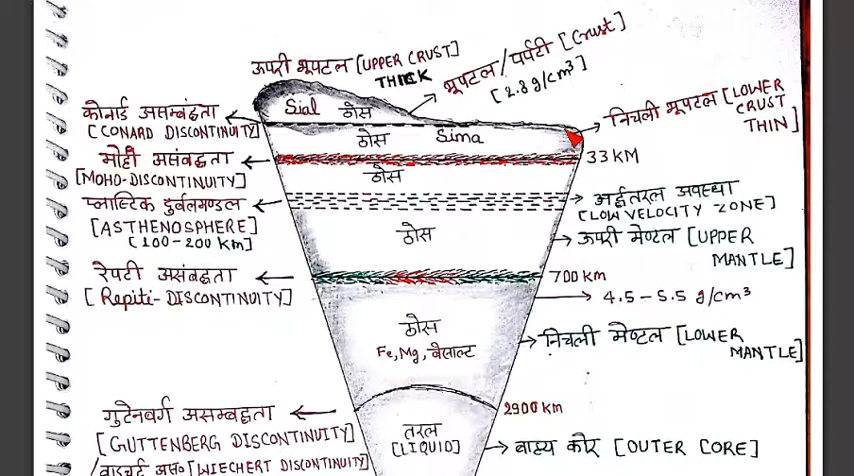 ऊपरी भूपटल [UPPER CRUST]
THICK
भूपटल/पर्पटी [Crust]
[2.8 g/cm³]
कोनार्ड असम्बद्धता
[CONARD DISCONTINUITY]
Sial ठोस
निचली भूपटल [LOWER
CRUST
THIN]
ठोस Sima
मोहो असंबद्धता
[MOHO-DISCONTINUITY]
33 KM
ठोस
प्लास्टिक दुर्बलमण्डल
[ASTHENOSPHERE]
[100-200 Km]
अर्द्धतरल अवस्था
[LOW VELOCITY ZONE]
ठोस
ऊपरी मेण्टल [UPPER
MANTLE]
रेपटी असंबद्धता
[Repiti-DISCONTINUITY]
700 Km
4.5 - 5.5 g/cm³
ठोस
Fe, Mg, बेसाल्ट
निचली मेण्टल [LOWER
MANTLE]
गुटेनवर्ग असम्बद्धता
[GUTTENBERG DISCONTINUITY]
/वाइचर्ट अस० [WIECHERT DISCONTINUITY]
2900 km
तरल
[LIQUID]
बाह्य कोर [OUTER CORE]